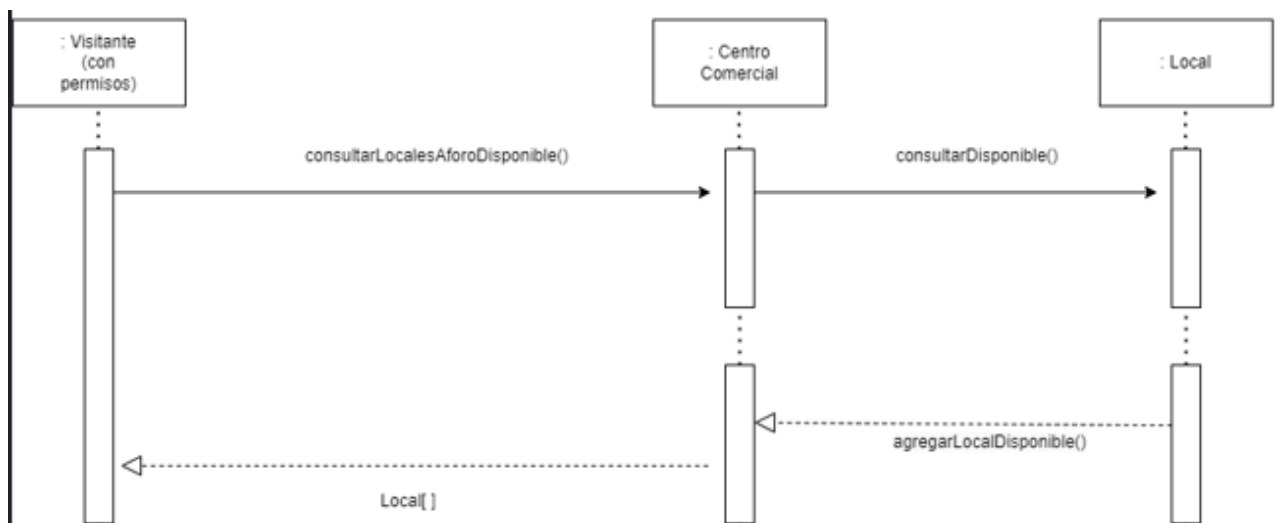 : Visitante
(con
permisos)
: Centro
Comercial
: Local
consultarLocalesAforoDisponible()
consultarDisponible()
agregarLocalDisponible()
Local[ ]